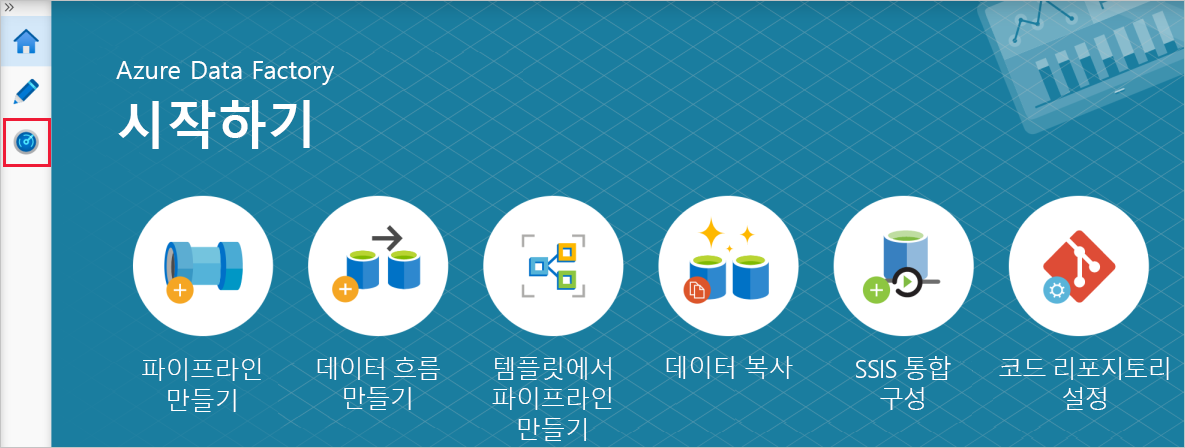 Azure Data Factory
시작하기
파이프라인
만들기
데이터 흐름
만들기
템플릿에서
파이프라인
만들기
데이터 복사
SSIS 통합
구성
코드 리포지토리
설정